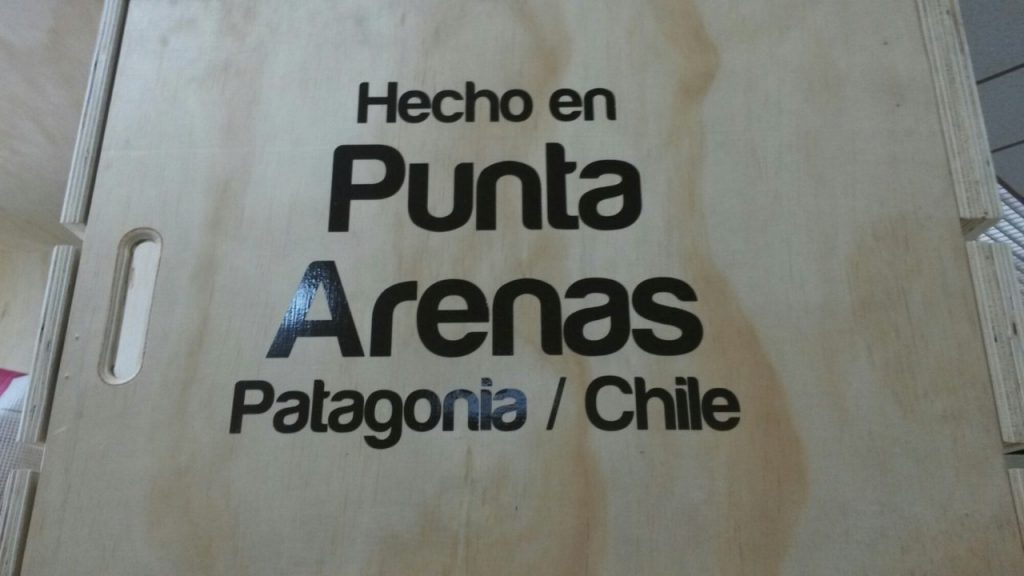 Hecho en
Punta
Arenas
Patagonia / Chile